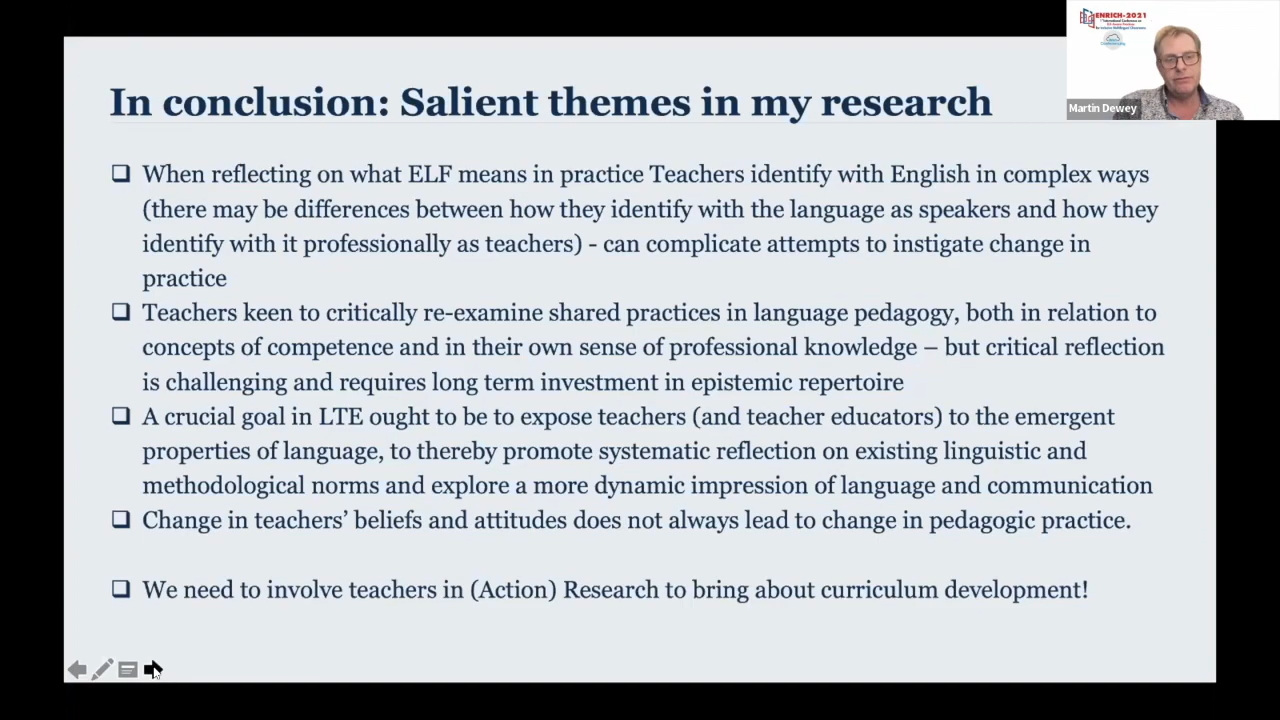 ENRICH-2021
Martin Dewey
In conclusion: Salient themes in my research
❑ When reflecting on what ELF means in practice Teachers identify with English in complex ways
(there may be differences between how they identify with the language as speakers and how they
identify with it professionally as teachers) - can complicate attempts to instigate change in
practice
❑ Teachers keen to critically re-examine shared practices in language pedagogy, both in relation to
concepts of competence and in their own sense of professional knowledge – but critical reflection
is challenging and requires long term investment in epistemic repertoire
❑ A crucial goal in LTE ought to be to expose teachers (and teacher educators) to the emergent
properties of language, to thereby promote systematic reflection on existing linguistic and
methodological norms and explore a more dynamic impression of language and communication
❑ Change in teachers’ beliefs and attitudes does not always lead to change in pedagogic practice.
❑ We need to involve teachers in (Action) Research to bring about curriculum development!